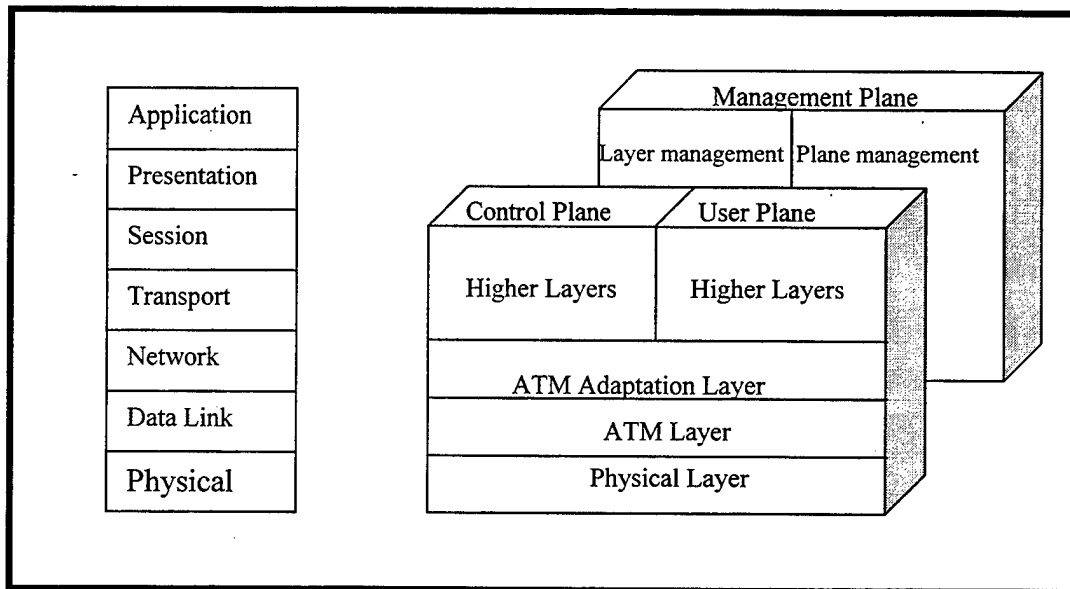 Application
Presentation
Session
Transport
Network
Data Link
Physical
Management Plane
Layer management
Plane management
Control Plane
User Plane
Higher Layers
Higher Layers
ATM Adaptation Layer
ATM Layer
Physical Layer